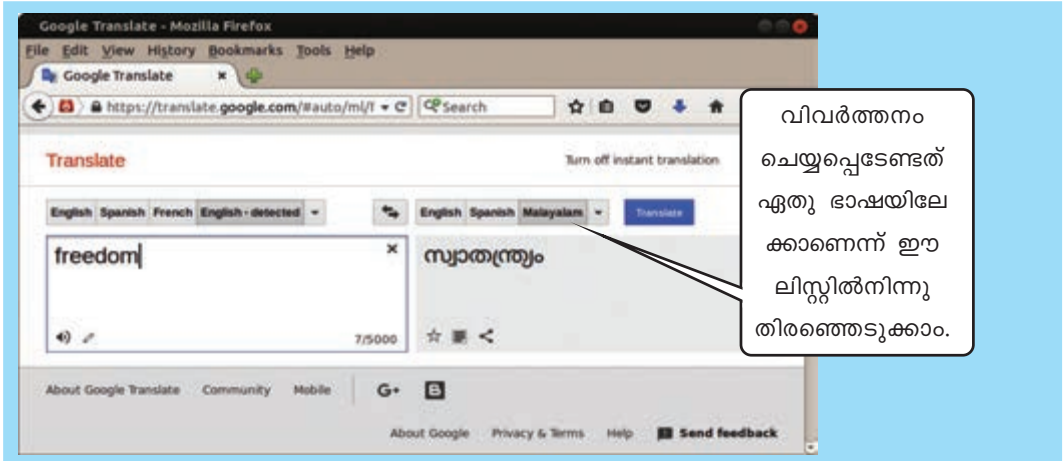 Google Translate - Mozilla Firefox
File Edit View History Bookmarks Tools Help
Google Translate
https://translate.google.com/#auto/ml/f Search
Translate Turn off instant translation
English Spanish French English - detected English Spanish Malayalam Translate
freedom സ്വാതന്ത്ര്യം
7/5000
About Google Translate Community Mobile G+
About Google Privacy & Terms Help Send feedback
വിവർത്തനം
ചെയ്യപ്പെടേണ്ടത്
ഏതു ഭാഷയിലേ
ക്കാണെന്ന് ഈ
ലിസ്റ്റിൽനിന്നു
തിരഞ്ഞെടുക്കാം.